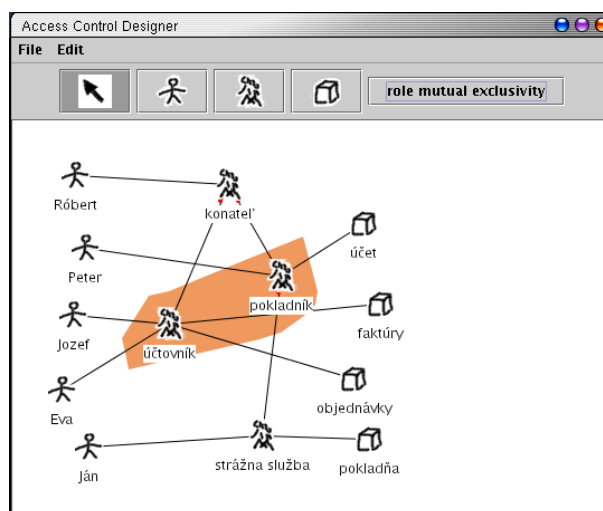 Access Control Designer
File Edit
role mutual exclusivity
Róbert
konateľ
účet
Peter
pokladník
faktúry
Jozef
účtovník
objednávky
Eva
Ján
strážna služba
pokladňa